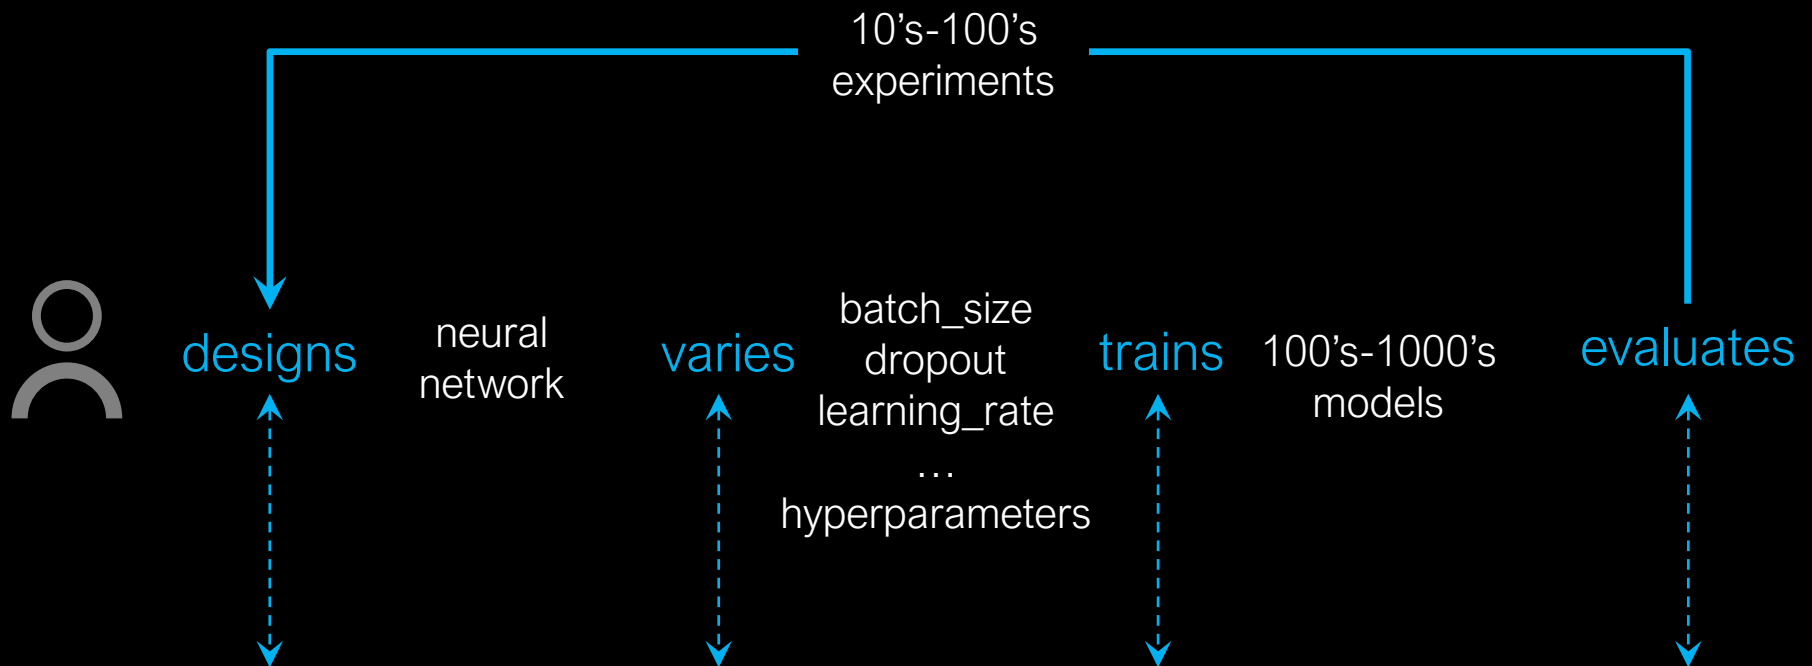 10’s-100’s
experiments
designs
neural
network
varies
batch_size
dropout
learning_rate
…
hyperparameters
trains
100’s-1000’s
models
evaluates